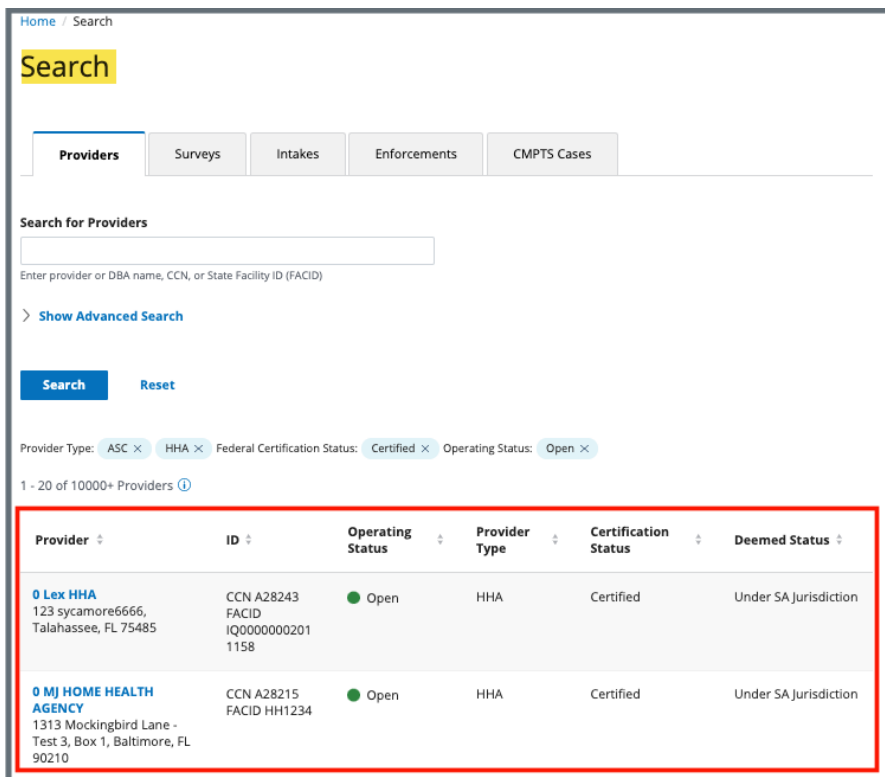 Home / Search
Search
Providers Surveys Intakes Enforcements CMPTS Cases
Search for Providers
Enter provider or DBA name, CCN, or State Facility ID (FACID)
Show Advanced Search
Search Reset
Provider Type: ASC × HHA × Federal Certification Status: Certified × Operating Status: Open ×
1 - 20 of 10000+ Providers
Provider ID Operating Status Provider Type Certification Status Deemed Status
0 Lex HHA
123 sycamore6666,
Talahassee, FL 75485
CCN A28243
FACID
IQ0000000201
1158
Open
HHA
Certified
Under SA Jurisdiction
0 MJ HOME HEALTH
AGENCY
1313 Mockingbird Lane -
Test 3, Box 1, Baltimore, FL
90210
CCN A28215
FACID HH1234
Open
HHA
Certified
Under SA Jurisdiction